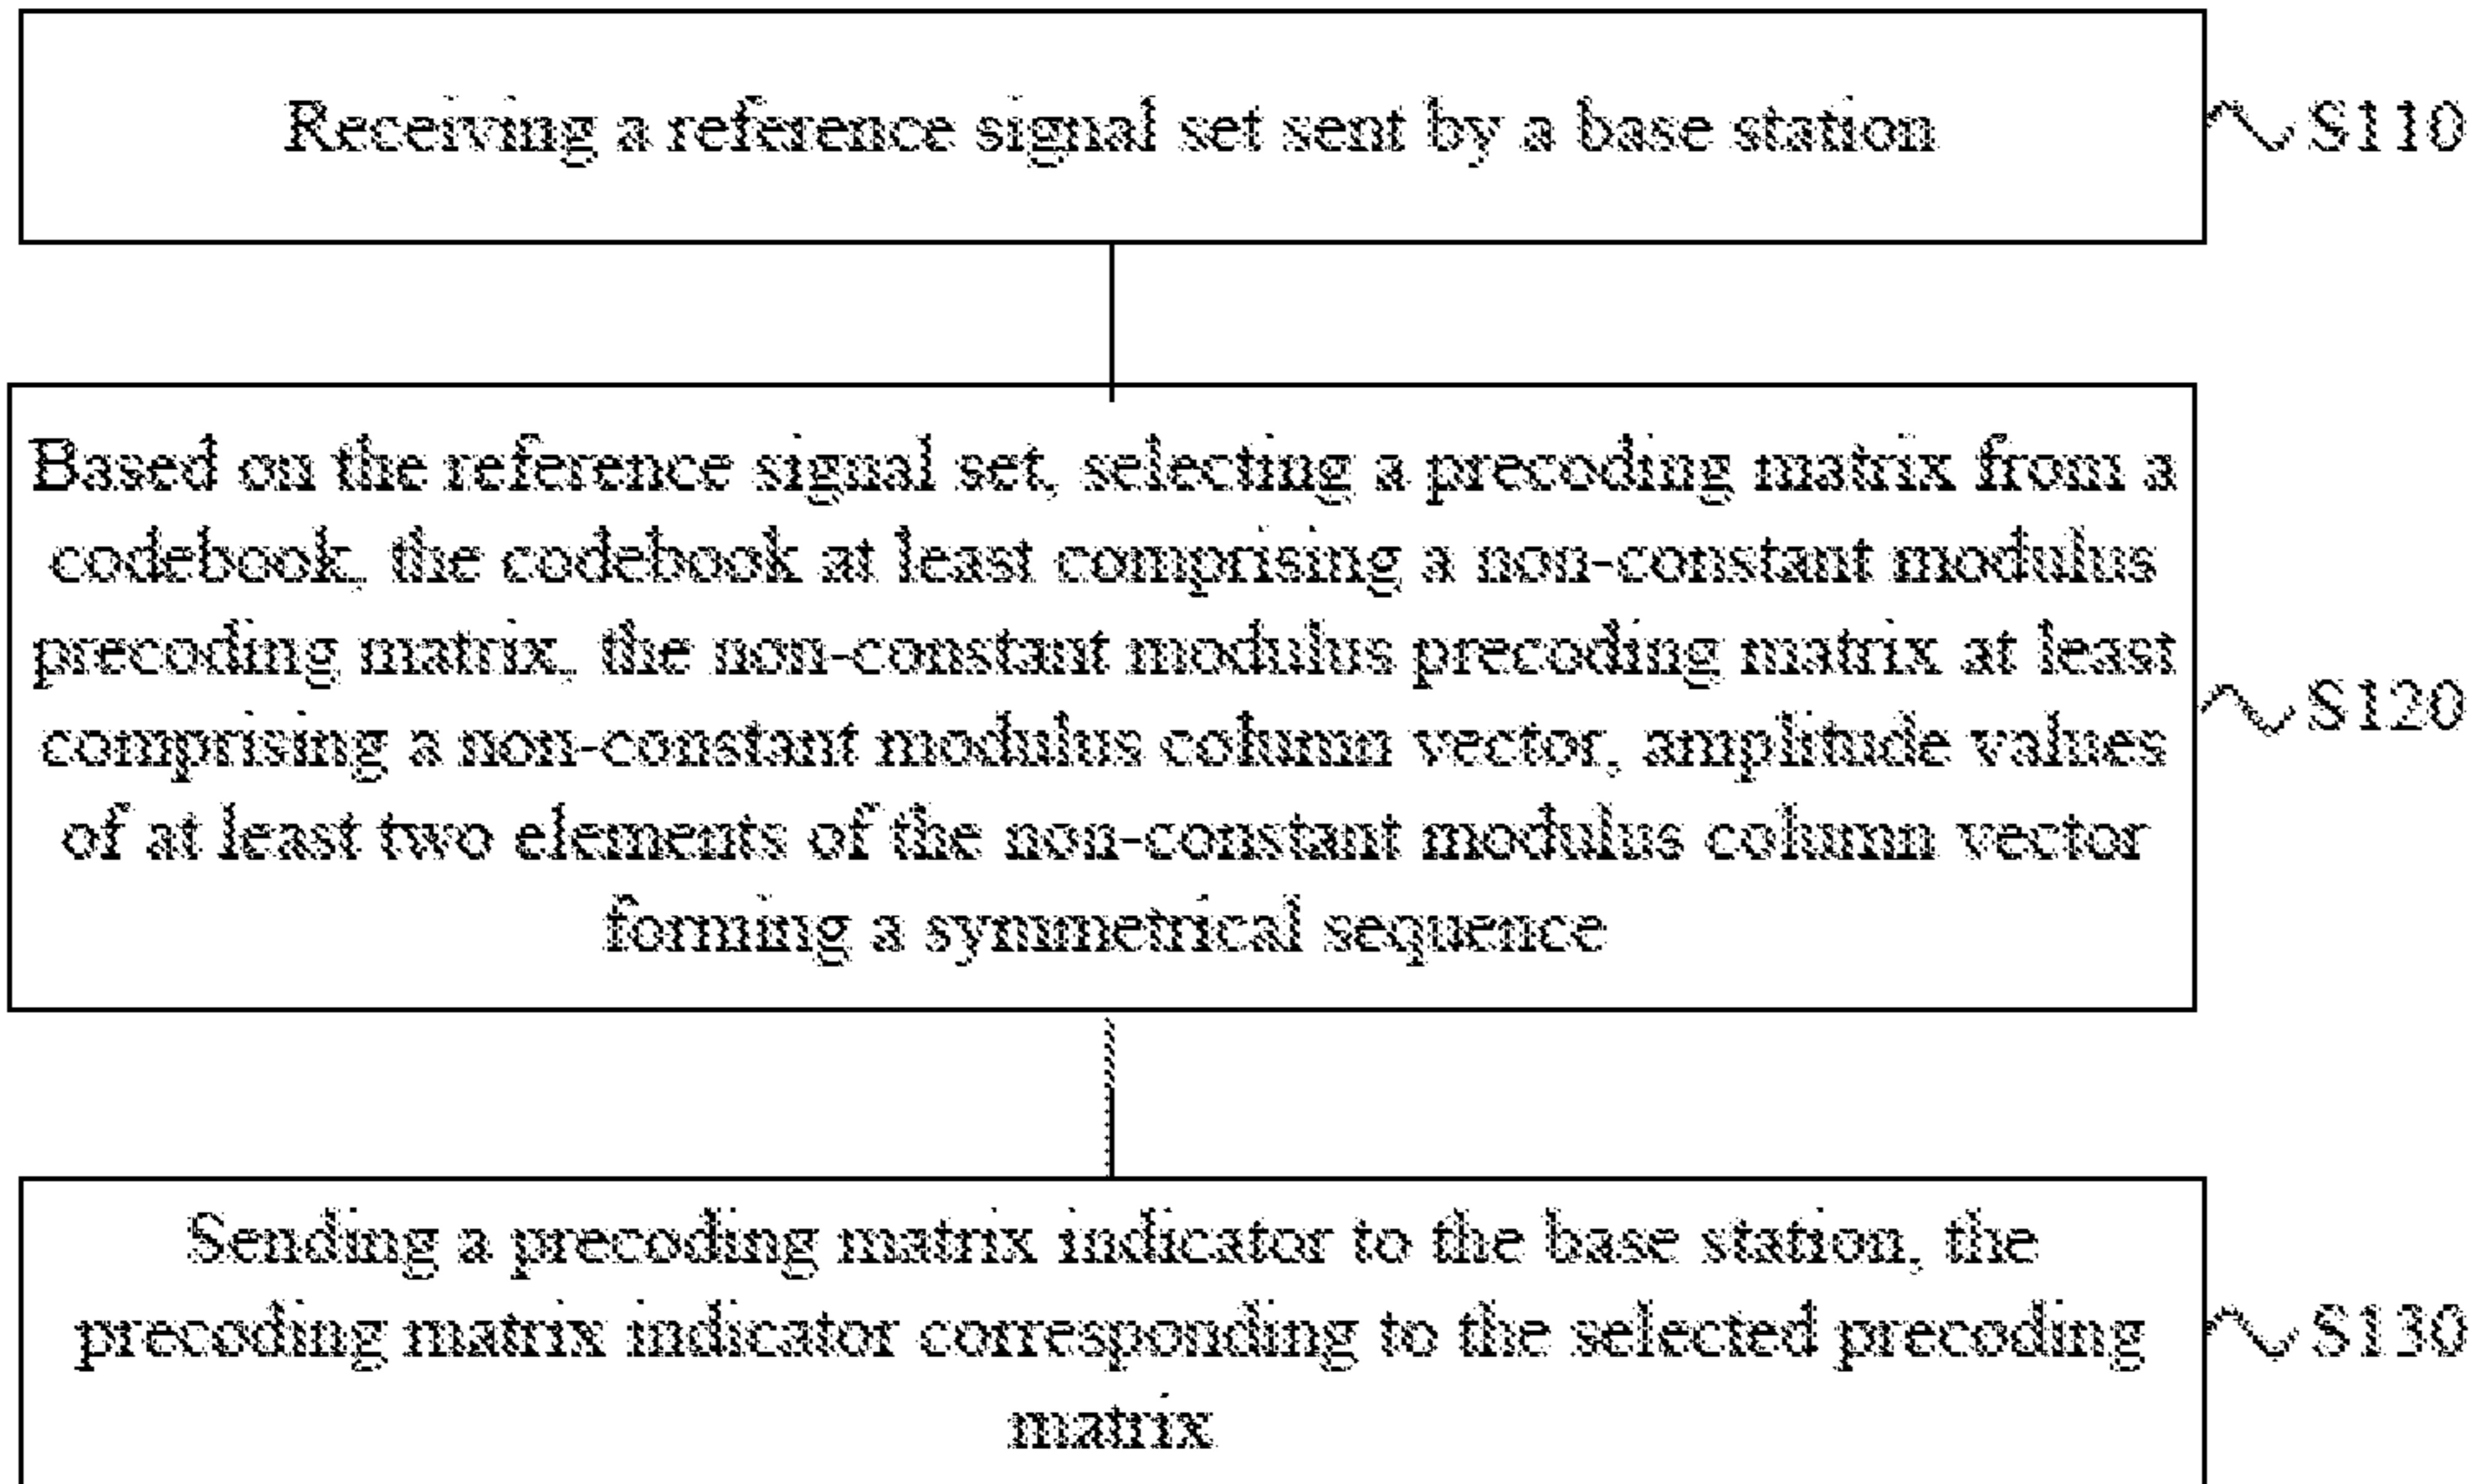 Receiving a reference signal set sent by a base station
S110
Based on the reference signal set, selecting a precoding matrix from a
codebook, the codebook at least comprising a non-constant modulus
precoding matrix, the non-constant modulus precoding matrix at least
comprising a non-constant modulus column vector, amplitude values
of at least two elements of the non-constant modulus column vector
forming a symmetrical sequence
S120
Sending a precoding matrix indicator to the base station, the
precoding matrix indicator corresponding to the selected precoding
matrix
S130